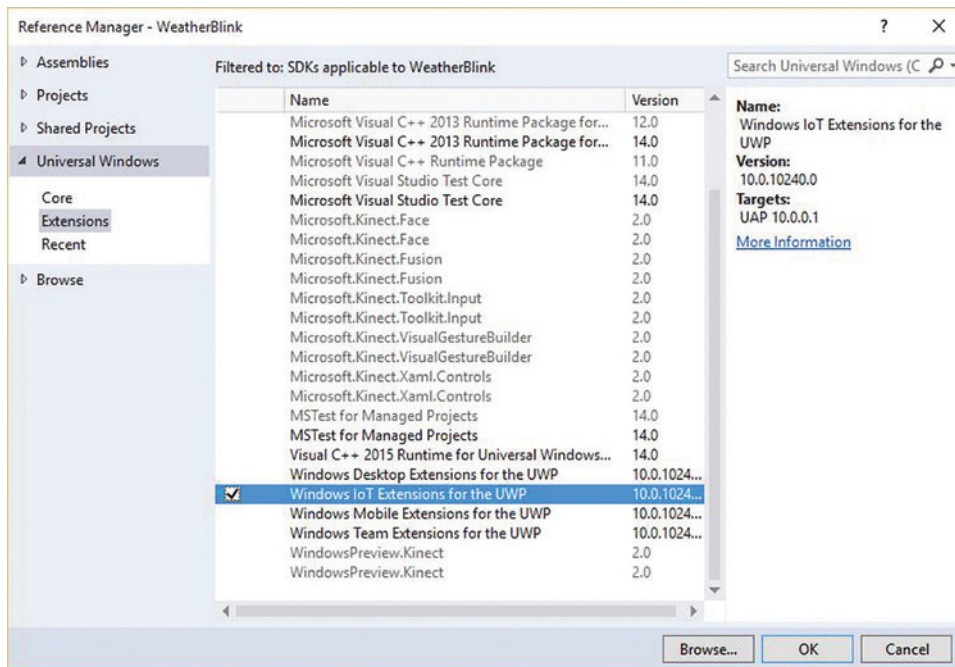 Reference Manager - WeatherBlink
? ✕
Assemblies
Projects
Shared Projects
Universal Windows
Core
Extensions
Recent
Browse
Filtered to: SDKs applicable to WeatherBlink
Search Universal Windows (C
Name Version
Microsoft Visual C++ 2013 Runtime Package for... 12.0
Microsoft Visual C++ 2013 Runtime Package for... 14.0
Microsoft Visual C++ Runtime Package 11.0
Microsoft Visual Studio Test Core 14.0
Microsoft Visual Studio Test Core 14.0
Microsoft.Kinect.Face 2.0
Microsoft.Kinect.Face 2.0
Microsoft.Kinect.Fusion 2.0
Microsoft.Kinect.Fusion 2.0
Microsoft.Kinect.Toolkit.Input 2.0
Microsoft.Kinect.Toolkit.Input 2.0
Microsoft.Kinect.VisualGestureBuilder 2.0
Microsoft.Kinect.VisualGestureBuilder 2.0
Microsoft.Kinect.Xaml.Controls 2.0
Microsoft.Kinect.Xaml.Controls 2.0
MSTest for Managed Projects 14.0
MSTest for Managed Projects 14.0
Visual C++ 2015 Runtime for Universal Windows... 14.0
Windows Desktop Extensions for the UWP 10.0.1024...
Windows IoT Extensions for the UWP 10.0.1024...
Windows Mobile Extensions for the UWP 10.0.1024...
Windows Team Extensions for the UWP 10.0.1024...
WindowsPreview.Kinect 2.0
WindowsPreview.Kinect 2.0
Name:
Windows IoT Extensions for the
UWP
Version:
10.0.10240.0
Targets:
UAP 10.0.0.1
More Information
Browse... OK Cancel